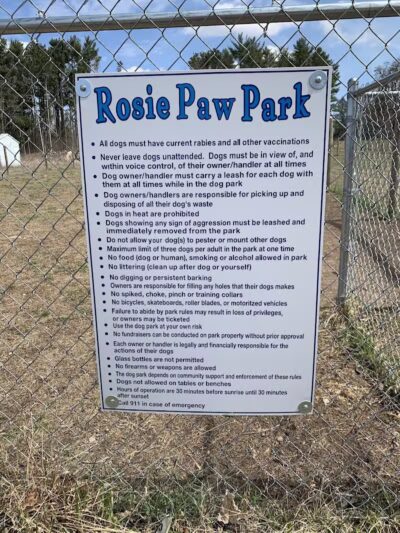 Rosie Paw Park
• All dogs must have current rabies and all other vaccinations
• Never leave dogs unattended. Dogs must be in view of, and
within voice control, of their owner/handler at all times
• Dog owner/handler must carry a leash for each dog with
them at all times while in the dog park
• Dog owners/handlers are responsible for picking up and
disposing of all their dog's waste
• Dogs in heat are prohibited
• Dogs showing any sign of aggression must be leashed and
immediately removed from the park
• Do not allow your dog(s) to pester or mount other dogs
• Maximum limit of three dogs per adult in the park at one time
• No food (dog or human), smoking or alcohol allowed in park
• No littering (clean up after dog or yourself)
• No digging or persistent barking
• Owners are responsible for filling any holes that their dogs makes
• No spiked, choke, pinch or training collars
• No bicycles, skateboards, roller blades, or motoritized vehicles
• Failure to abide by park rules may result in loss of privileges,
or owners may be ticketed
• Use the dog park at your own risk
• No fundraisers can be conducted on park property without prior approval
• Each owner or handler is legally and financially responsible for the
actions of their dogs
• Glass bottles are not permitted
• No firearms or weapons are allowed
• The dog park depends on community support and enforcement of these rules
• Dogs not allowed on tables or benches
• Hours of operation are 30 minutes before sunrise until 30 minutes
after sunset
Call 911 in case of emergency